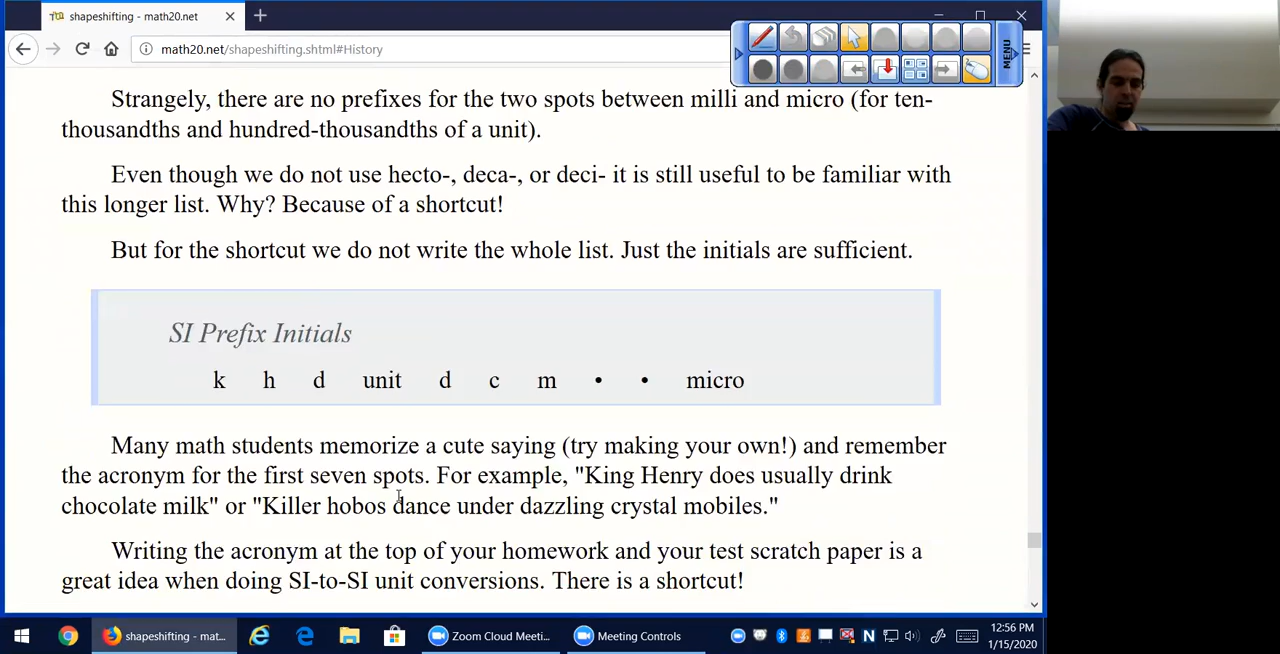 shapeshifting - math20.net
math20.net/shapeshifting.shtml#History
MENU
Strangely, there are no prefixes for the two spots between milli and micro (for ten-
thousandths and hundred-thousandths of a unit).
Even though we do not use hecto-, deca-, or deci- it is still useful to be familiar with
this longer list. Why? Because of a shortcut!
But for the shortcut we do not write the whole list. Just the initials are sufficient.
SI Prefix Initials
k h d unit d c m • • micro
Many math students memorize a cute saying (try making your own!) and remember
the acronym for the first seven spots. For example, "King Henry does usually drink
chocolate milk" or "Killer hobos dance under dazzling crystal mobiles."
Writing the acronym at the top of your homework and your test scratch paper is a
great idea when doing SI-to-SI unit conversions. There is a shortcut!
shapeshifting - mat...
Zoom Cloud Meeti...
Meeting Controls
N
12:56 PM
1/15/2020